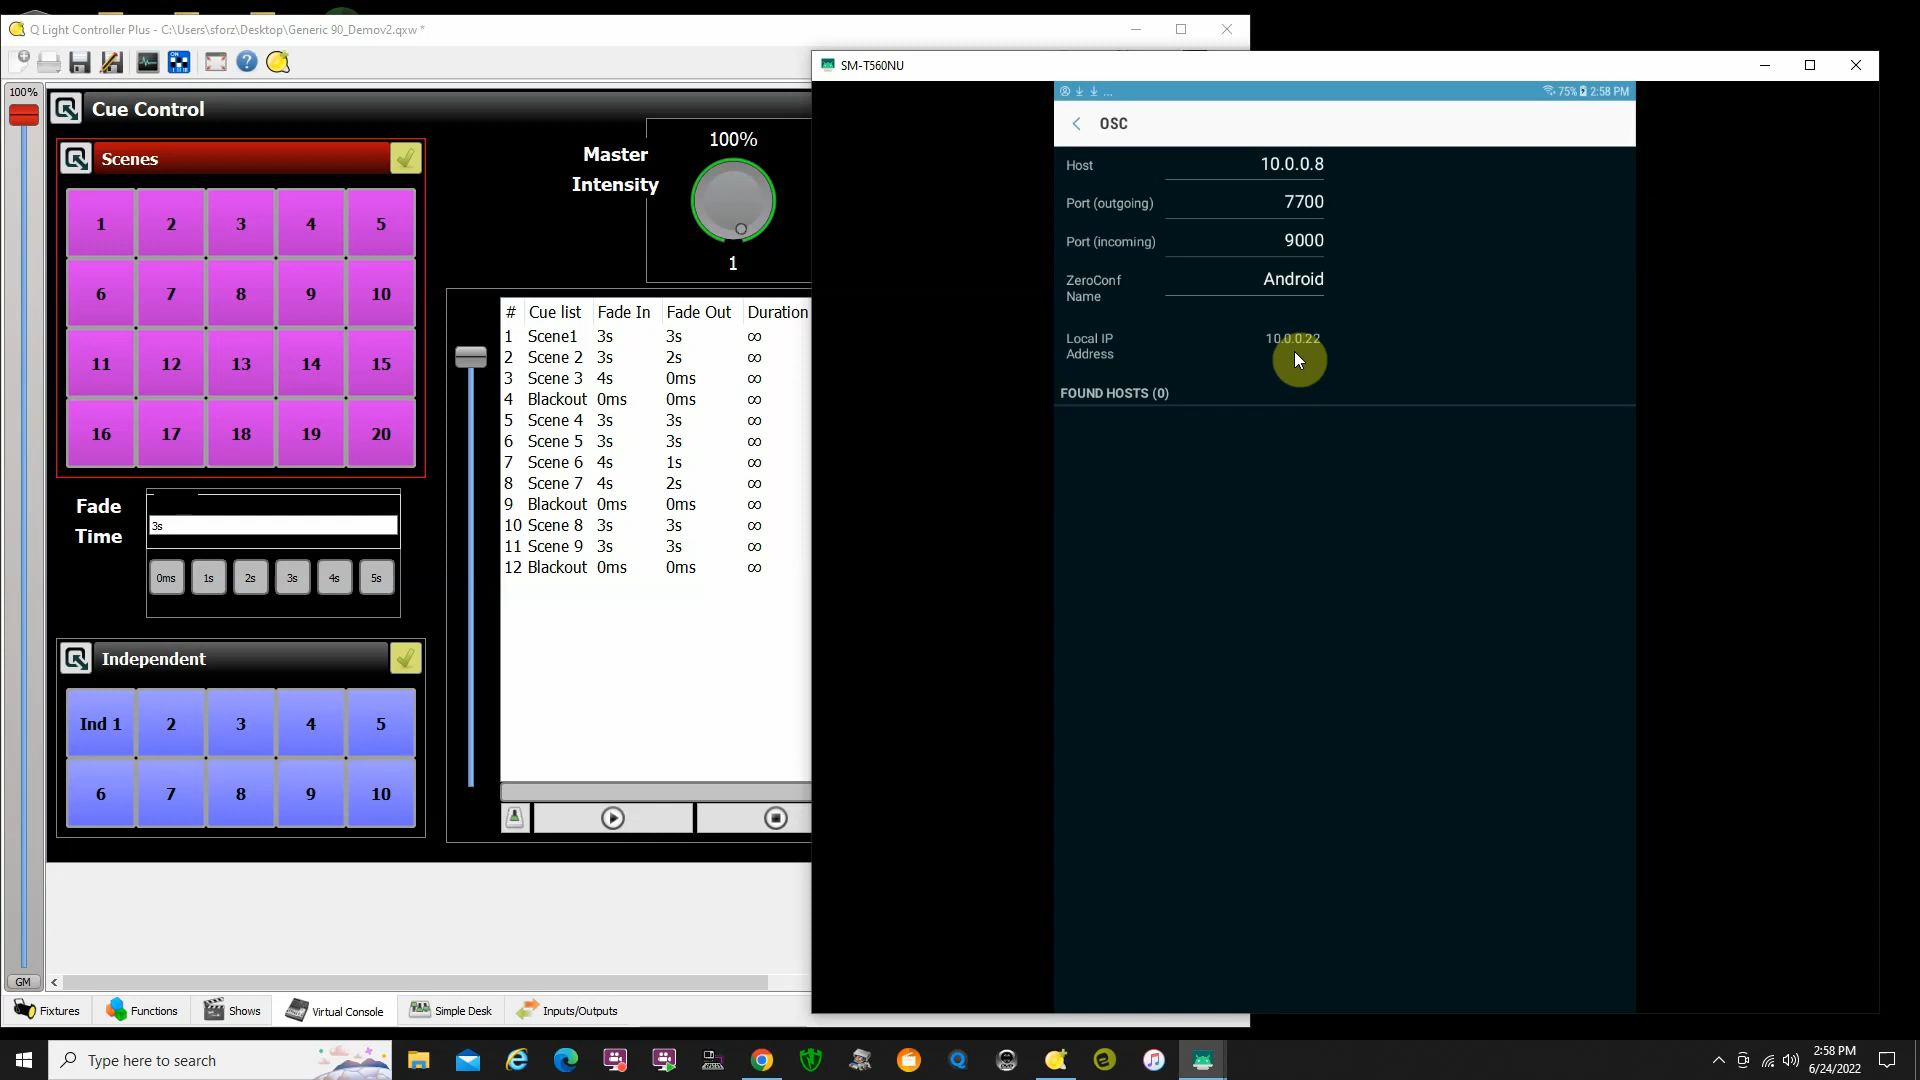 Q Light Controller Plus - C:\Users\sforz\Desktop\Generic 90_Demov2.qxw *
100%
Cue Control
Scenes
1 2 3 4 5
6 7 8 9 10
11 12 13 14 15
16 17 18 19 20
Fade
Time
3s
0ms 1s 2s 3s 4s 5s
Independent
Ind 1 2 3 4 5
6 7 8 9 10
Master
Intensity
100%
1
# Cue list Fade In Fade Out Duration
1 Scene1 3s 3s ∞
2 Scene 2 3s 2s ∞
3 Scene 3 4s 0ms ∞
4 Blackout 0ms 0ms ∞
5 Scene 4 3s 3s ∞
6 Scene 5 3s 3s ∞
7 Scene 6 4s 1s ∞
8 Scene 7 4s 2s ∞
9 Blackout 0ms 0ms ∞
10 Scene 8 3s 3s ∞
11 Scene 9 3s 3s ∞
12 Blackout 0ms 0ms ∞
GM
Fixtures Functions Shows Virtual Console Simple Desk Inputs/Outputs
SM-T560NU
... 75% 2:58 PM
OSC
Host 10.0.0.8
Port (outgoing) 7700
Port (incoming) 9000
ZeroConf
Name
Android
Local IP
Address
10.0.0.22
FOUND HOSTS (0)
Type here to search
2:58 PM
6/24/2022